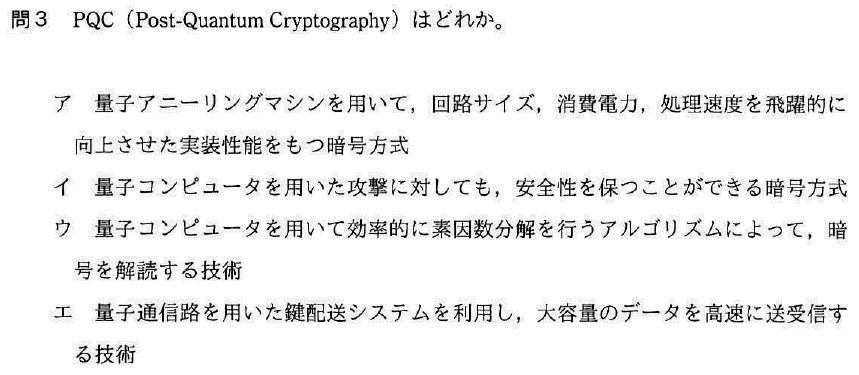 問3 PQC（Post-Quantum Cryptography）はどれか。
ア 量子アニーリングマシンを用いて，回路サイズ，消費電力，処理速度を飛躍的に
向上させた実装性能をもつ暗号方式
イ 量子コンピュータを用いた攻撃に対しても，安全性を保つことができる暗号方式
ウ 量子コンピュータを用いて効率的に素因数分解を行うアルゴリズムによって，暗
号を解読する技術
エ 量子通信路を用いた鍵配送システムを利用し，大容量のデータを高速に送受信す
る技術